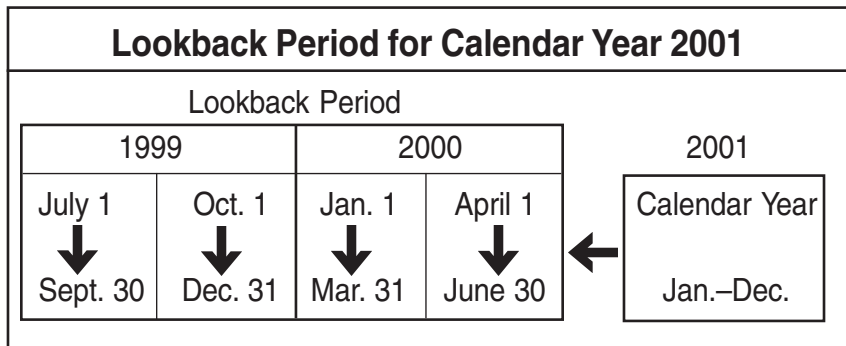 Lookback Period for Calendar Year 2001
Lookback Period
1999 2000 2001
July 1 Oct. 1 Jan. 1 April 1 Calendar Year
Sept. 30 Dec. 31 Mar. 31 June 30 Jan.–Dec.